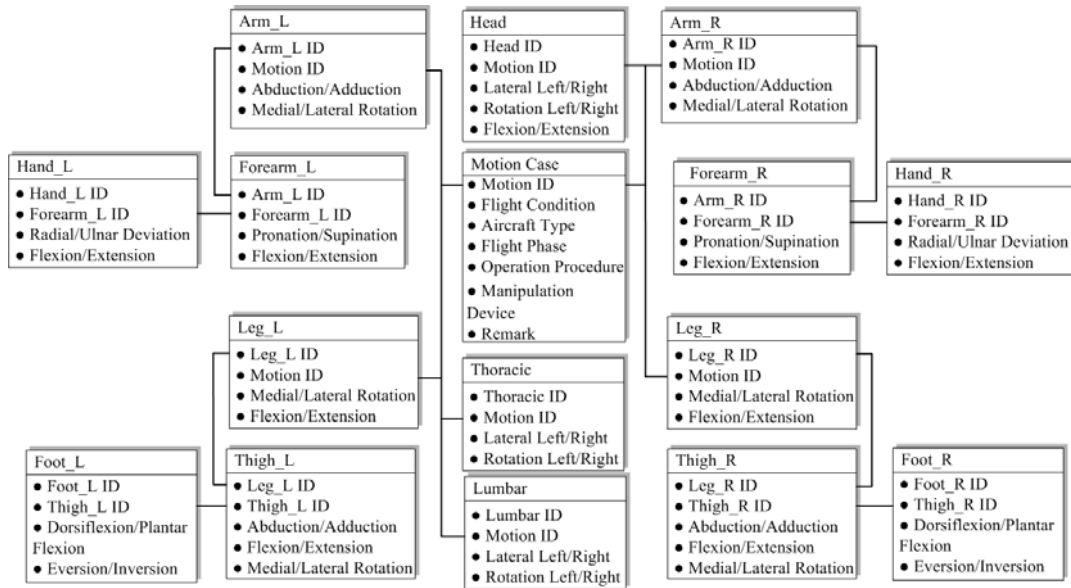 Arm_L
● Arm_L ID
● Motion ID
● Abduction/Adduction
● Medial/Lateral Rotation
Head
● Head ID
● Motion ID
● Lateral Left/Right
● Rotation Left/Right
● Flexion/Extension
Arm_R
● Arm_R ID
● Motion ID
● Abduction/Adduction
● Medial/Lateral Rotation
Hand_L
● Hand_L ID
● Forearm_L ID
● Radial/Ulnar Deviation
● Flexion/Extension
Forearm_L
● Arm_L ID
● Forearm_L ID
● Pronation/Supination
● Flexion/Extension
Motion Case
● Motion ID
● Flight Condition
● Aircraft Type
● Flight Phase
● Operation Procedure
● Manipulation
Device
● Remark
Forearm_R
● Arm_R ID
● Forearm_R ID
● Pronation/Supination
● Flexion/Extension
Hand_R
● Hand_R ID
● Forearm_R ID
● Radial/Ulnar Deviation
● Flexion/Extension
Leg_L
● Leg_L ID
● Motion ID
● Medial/Lateral Rotation
● Flexion/Extension
Thoracic
● Thoracic ID
● Motion ID
● Lateral Left/Right
● Rotation Left/Right
Leg_R
● Leg_R ID
● Motion ID
● Medial/Lateral Rotation
● Flexion/Extension
Foot_L
● Foot_L ID
● Thigh_L ID
● Dorsiflexion/Plantar
Flexion
● Eversion/Inversion
Thigh_L
● Leg_L ID
● Thigh_L ID
● Abduction/Adduction
● Flexion/Extension
● Medial/Lateral Rotation
Lumbar
● Lumbar ID
● Motion ID
● Lateral Left/Right
● Rotation Left/Right
Thigh_R
● Leg_R ID
● Thigh_R ID
● Abduction/Adduction
● Flexion/Extension
● Medial/Lateral Rotation
Foot_R
● Foot_R ID
● Thigh_R ID
● Dorsiflexion/Plantar
Flexion
● Eversion/Inversion